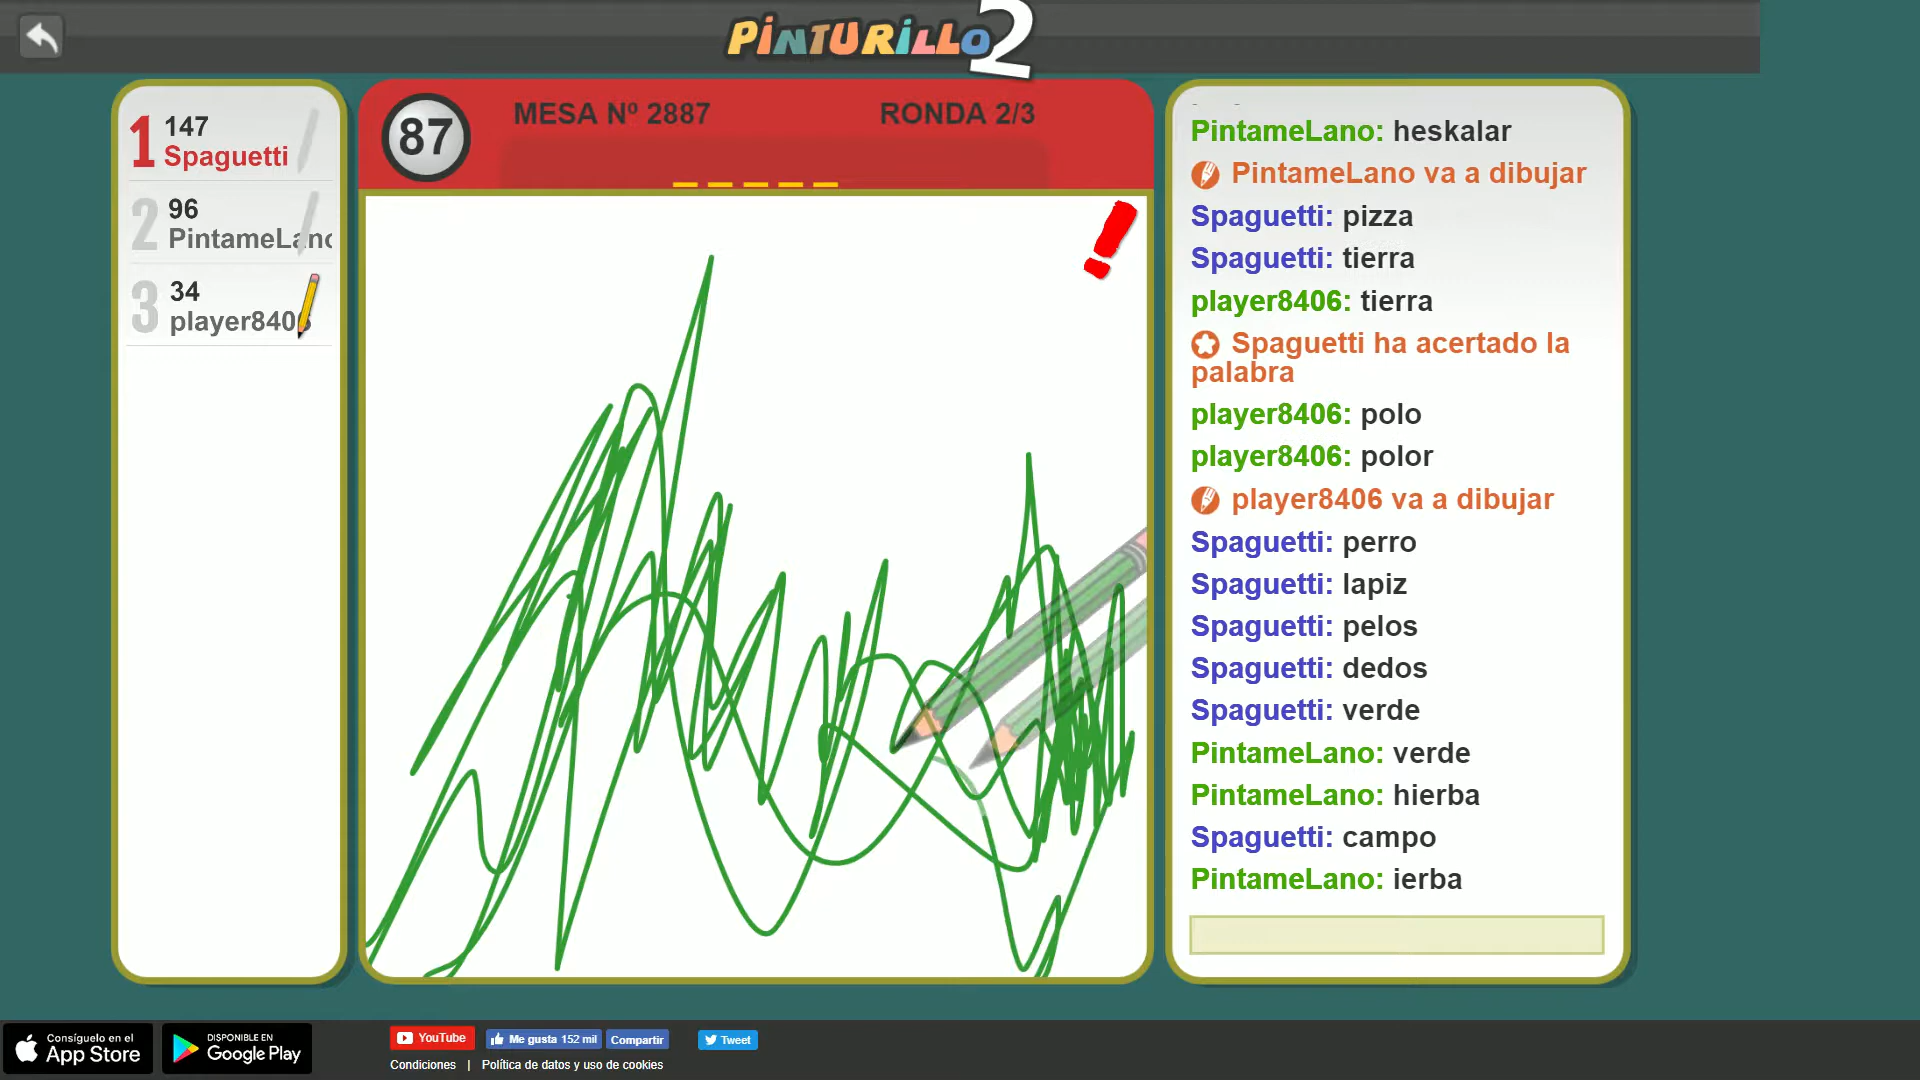 PINTURILLO 2
1 147
Spaguetti
2 96
PintameLano
3 34
player8406
87
MESA Nº 2887
RONDA 2/3
PintameLano: heskalar
PintameLano va a dibujar
Spaguetti: pizza
Spaguetti: tierra
player8406: tierra
Spaguetti ha acertado la
palabra
player8406: polo
player8406: polor
player8406 va a dibujar
Spaguetti: perro
Spaguetti: lapiz
Spaguetti: pelos
Spaguetti: dedos
Spaguetti: verde
PintameLano: verde
PintameLano: hierba
Spaguetti: campo
PintameLano: ierba
Consíguelo en el
App Store
DISPONIBLE EN
Google Play
YouTube
Me gusta 152 mil
Compartir
Tweet
Condiciones | Política de datos y uso de cookies